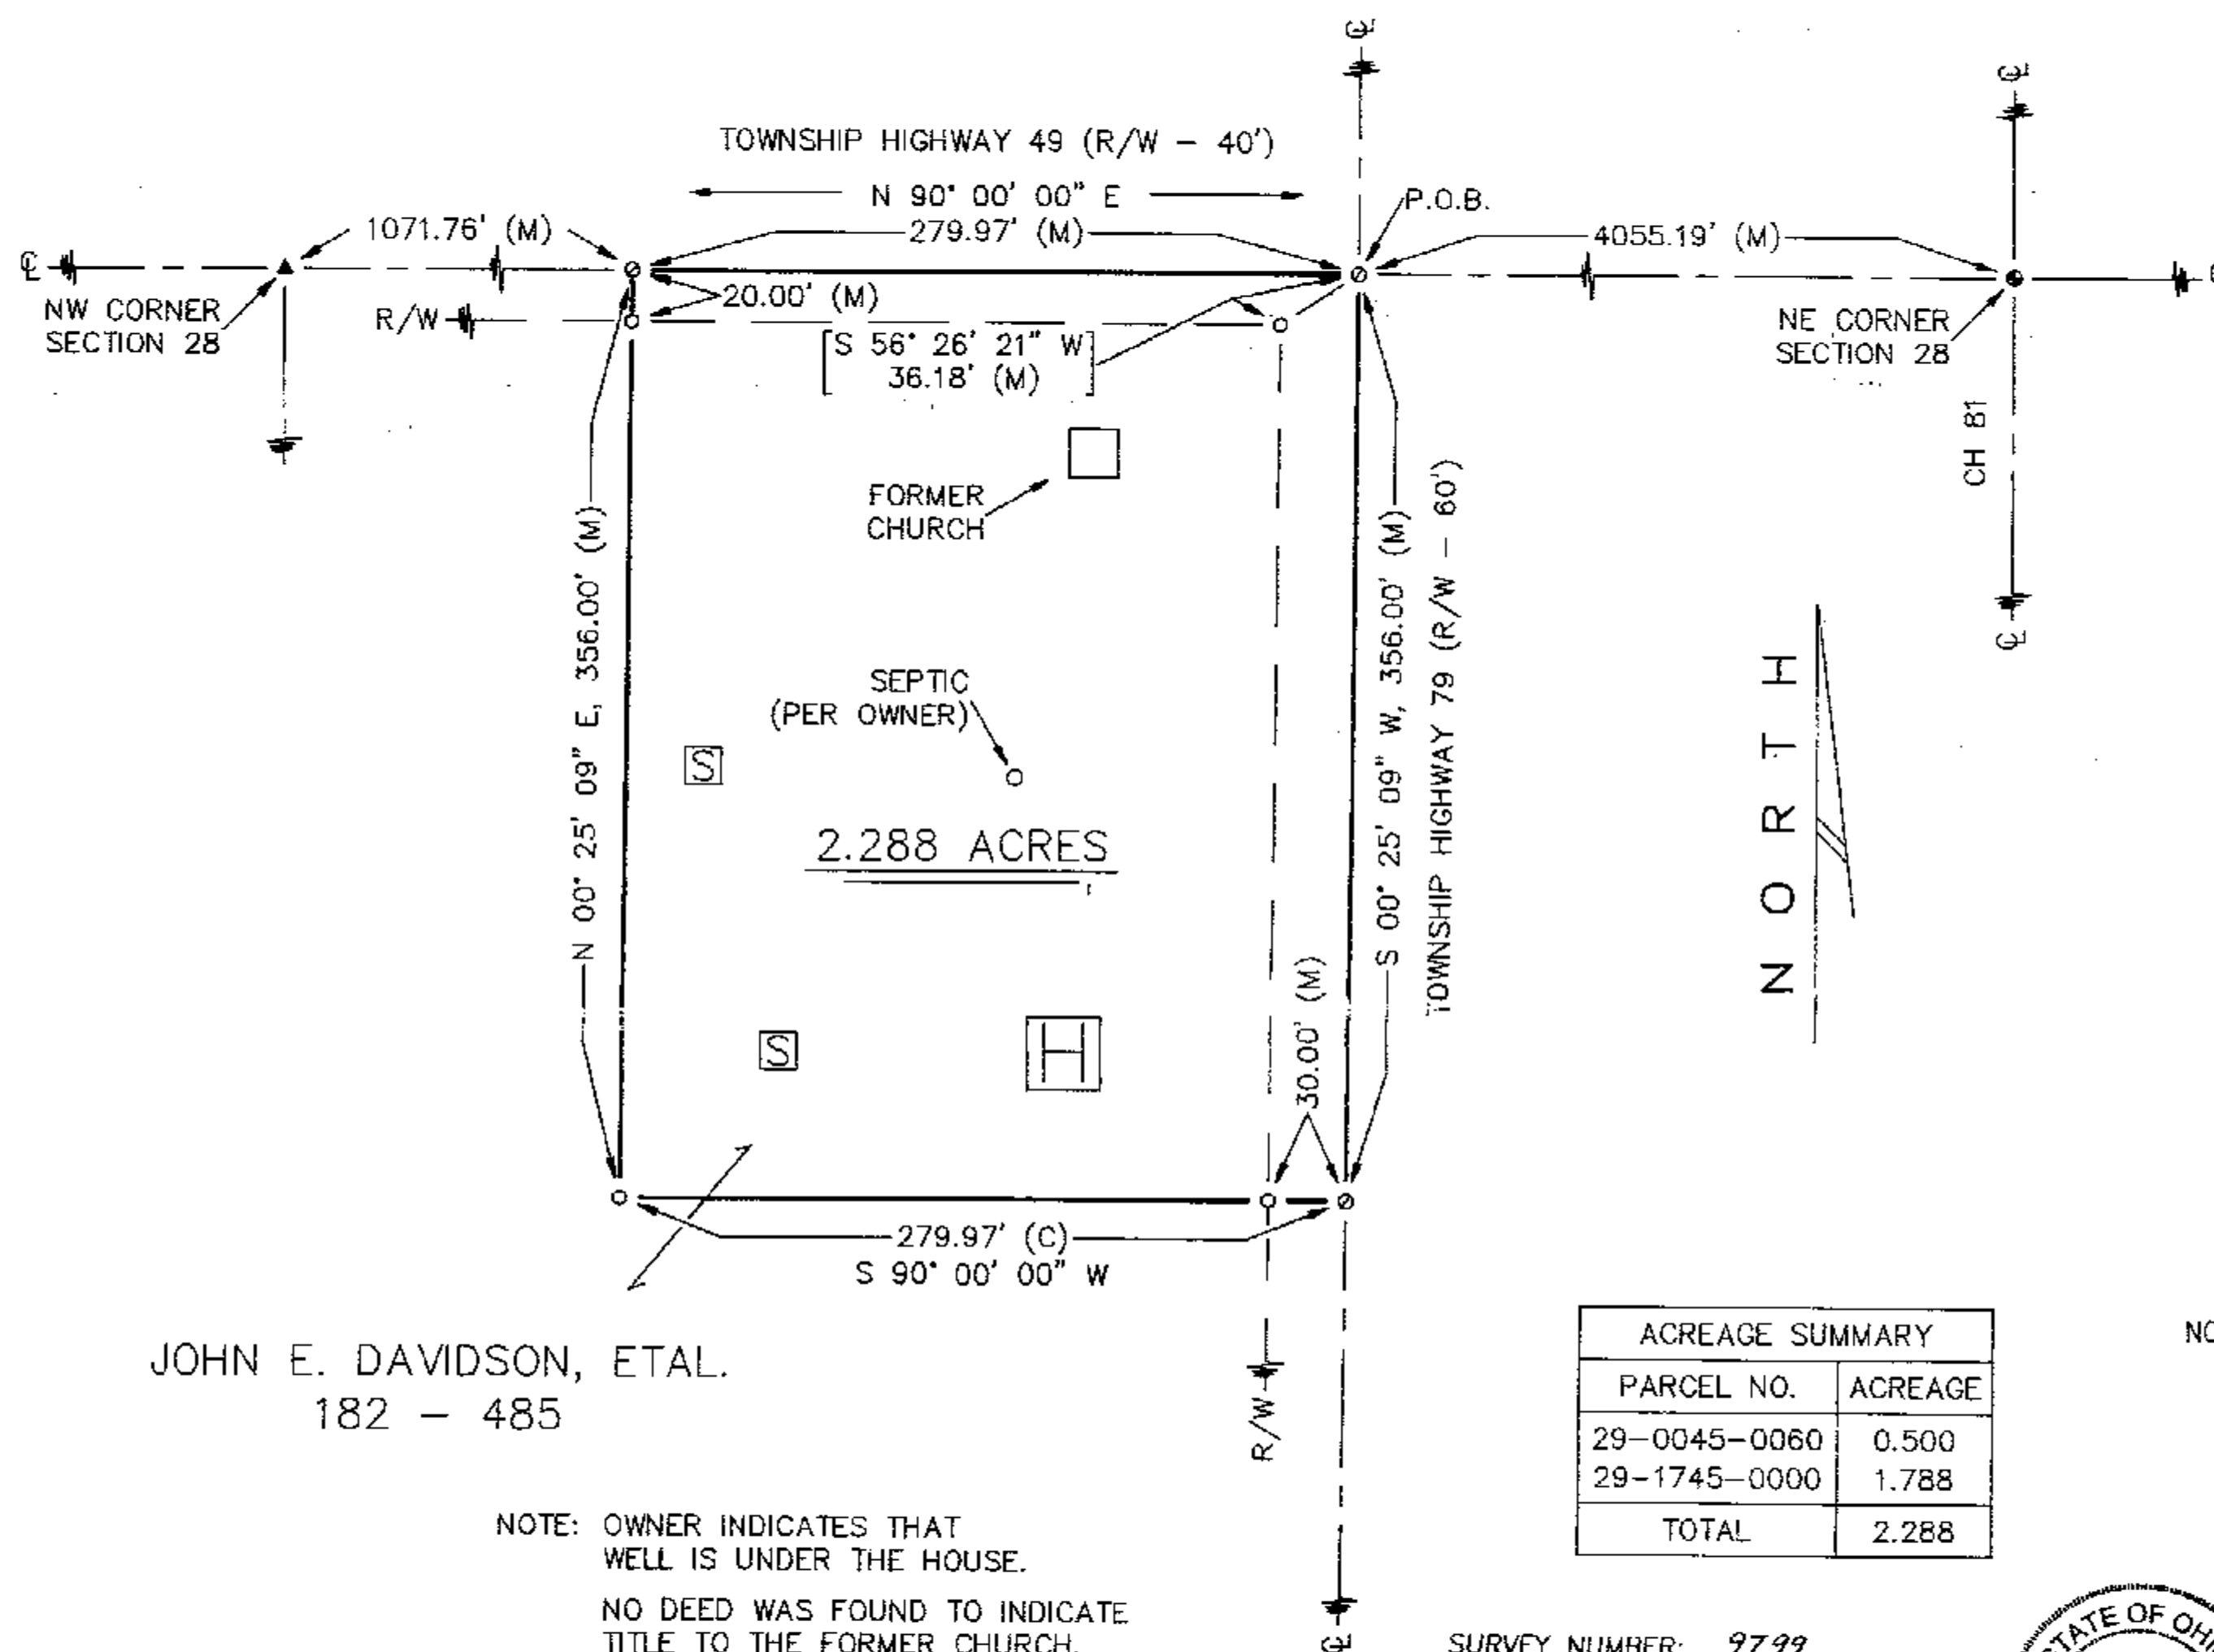 TOWNSHIP HIGHWAY 49 (R/W - 40')
N 90° 00' 00" E
P.O.B.
1071.76' (M)
279.97' (M)
4055.19' (M)
NW CORNER
SECTION 28
R/W
20.00' (M)
[S 56° 26' 21" W
36.18' (M)]
NE CORNER
SECTION 28
CH 81
FORMER
CHURCH
N 00° 25' 09" E, 356.00' (M)
S 00° 25' 09" W, 356.00' (M)
TOWNSHIP HIGHWAY 79 (R/W - 60')
SEPTIC
(PER OWNER)
S
2.288 ACRES
NORTH
30.00' (M)
S
H
279.97' (C)
S 90° 00' 00" W
JOHN E. DAVIDSON, ETAL.
182 - 485
R/W
ACREAGE SUMMARY
PARCEL NO. ACREAGE
29-0045-0060 0.500
29-1745-0000 1.788
TOTAL 2.288
NOTE: OWNER INDICATES THAT
WELL IS UNDER THE HOUSE.
NO DEED WAS FOUND TO INDICATE
TITLE TO THE FORMER CHURCH.
SURVEY NUMBER: 9799
STATE OF OH